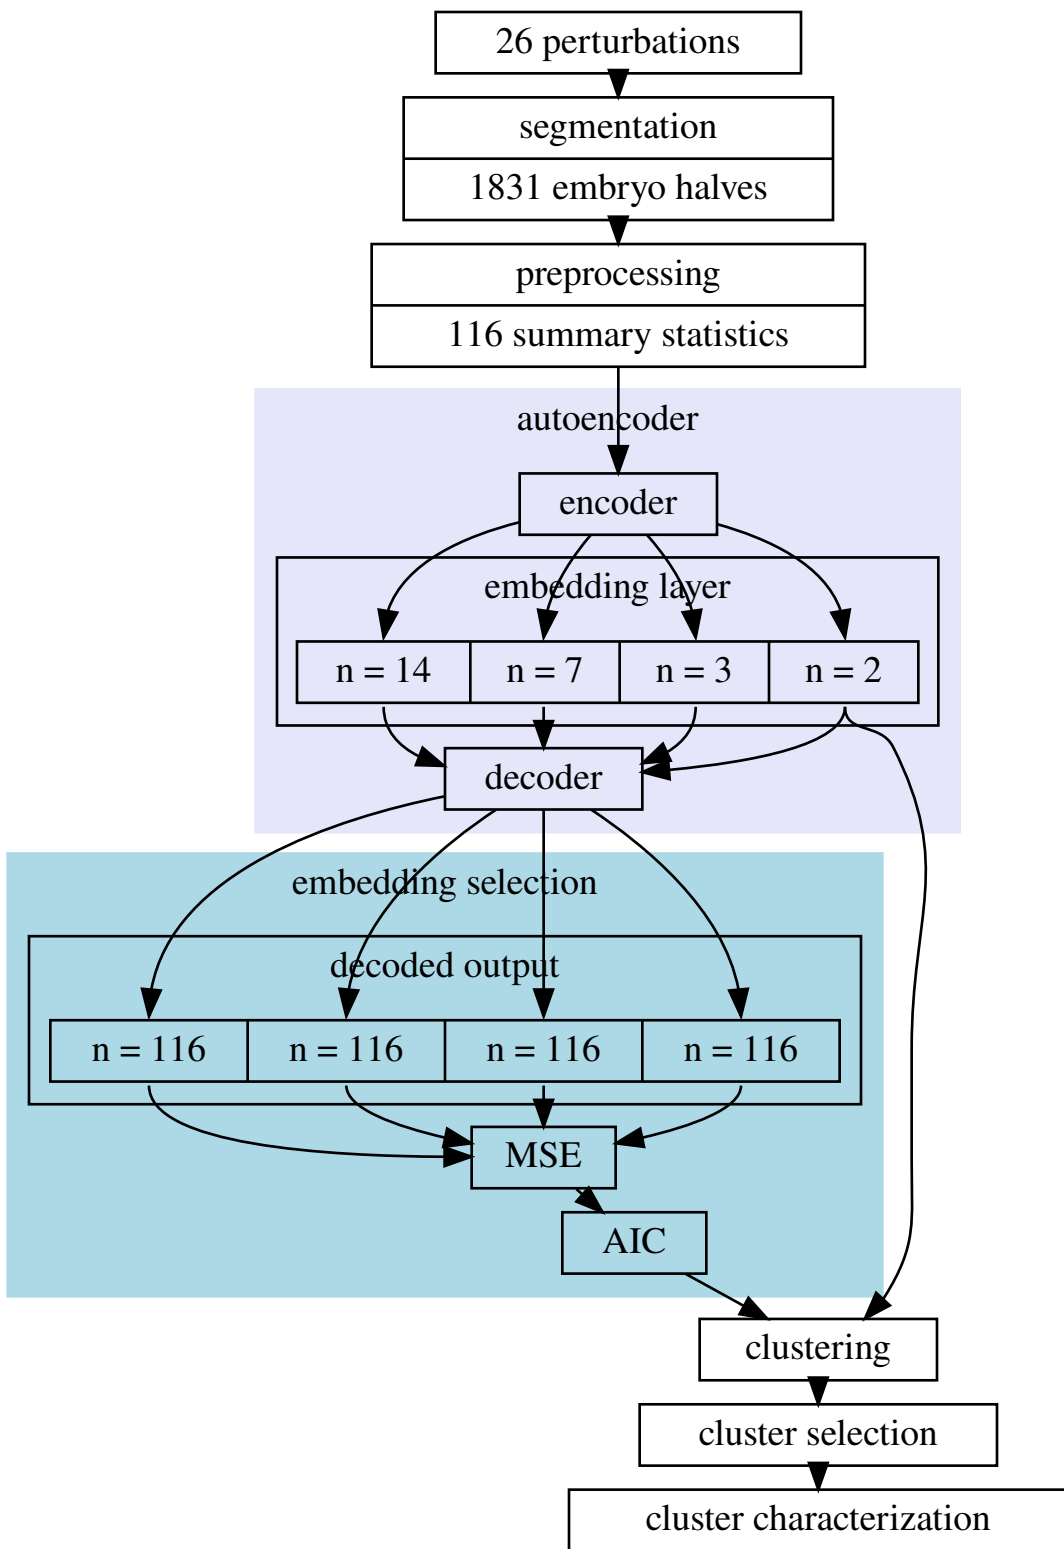 26 perturbations
segmentation
1831 embryo halves
preprocessing
116 summary statistics
autoencoder
encoder
embedding layer
n = 14 n = 7 n = 3 n = 2
decoder
embedding selection
decoded output
n = 116 n = 116 n = 116 n = 116
MSE
AIC
clustering
cluster selection
cluster characterization